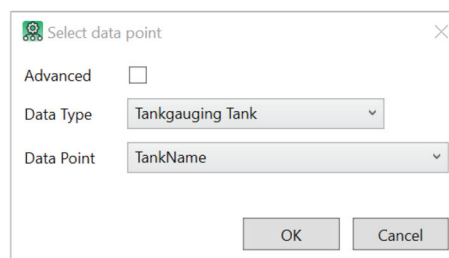 Select data point
Advanced
Data Type Tankgauging Tank
Data Point TankName
OK Cancel